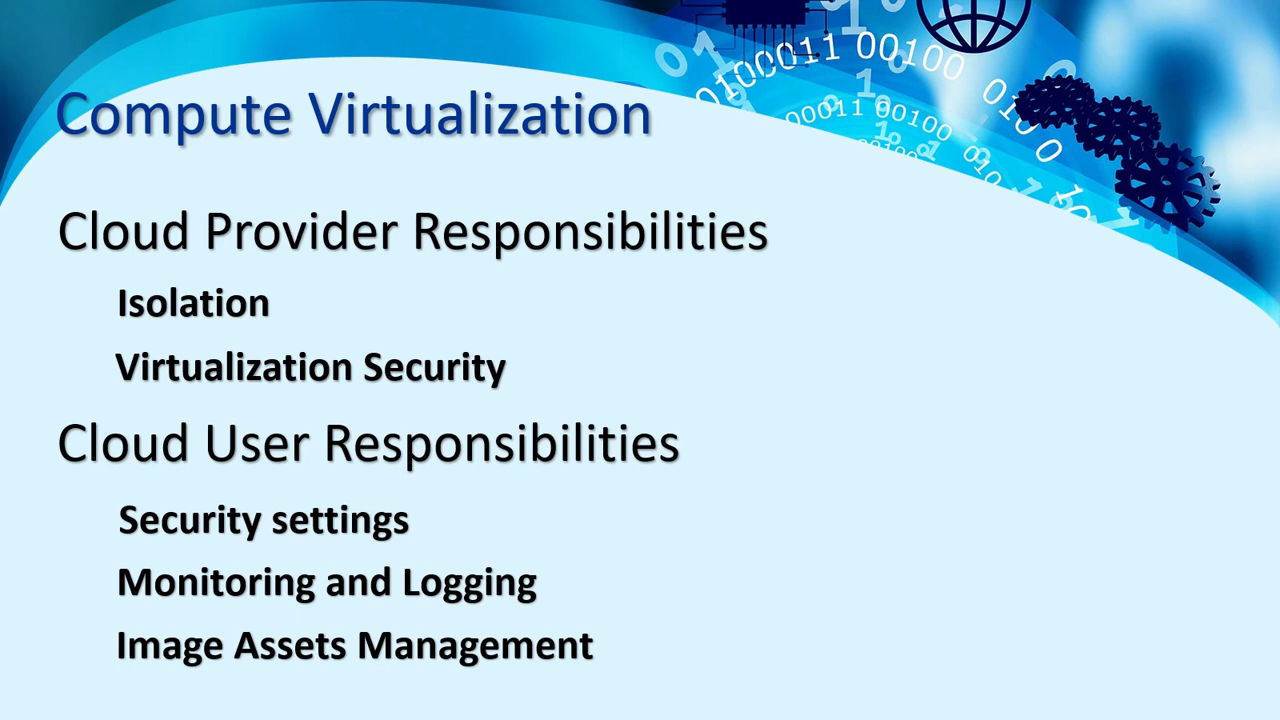 Compute Virtualization
Cloud Provider Responsibilities
Isolation
Virtualization Security
Cloud User Responsibilities
Security settings
Monitoring and Logging
Image Assets Management